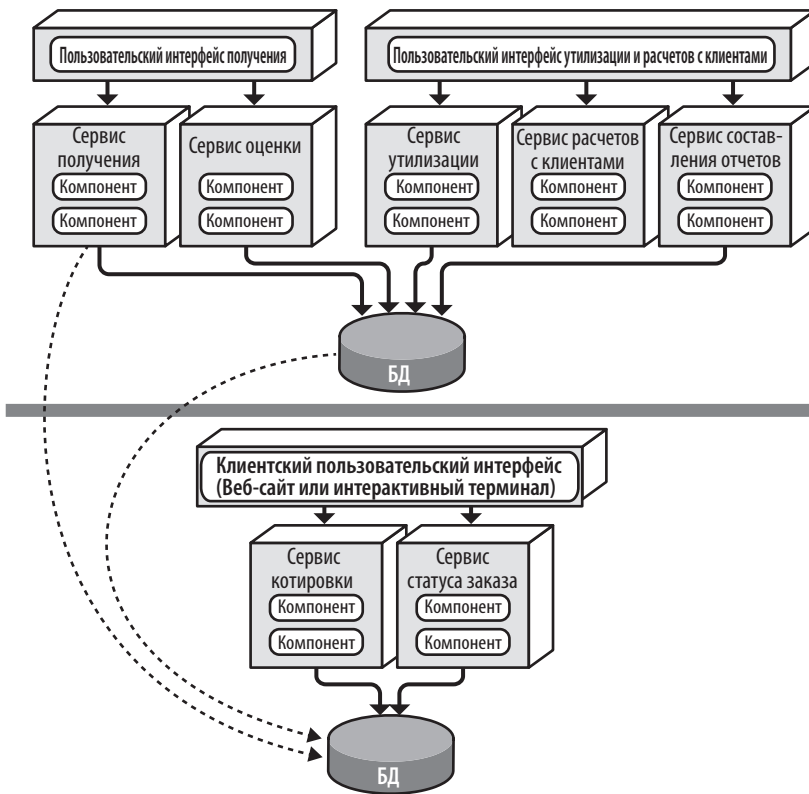 Пользовательский интерфейс получения
Пользовательский интерфейс утилизации и расчетов с клиентами
Сервис
получения
Компонент
Компонент
Сервис оценки
Компонент
Компонент
Сервис
утилизации
Компонент
Компонент
Сервис расчетов
с клиентами
Компонент
Компонент
Сервис состав-
ления отчетов
Компонент
Компонент
БД
Клиентский пользовательский интерфейс
(Веб-сайт или интерактивный терминал)
Сервис
котировки
Компонент
Компонент
Сервис
статуса заказа
Компонент
Компонент
БД